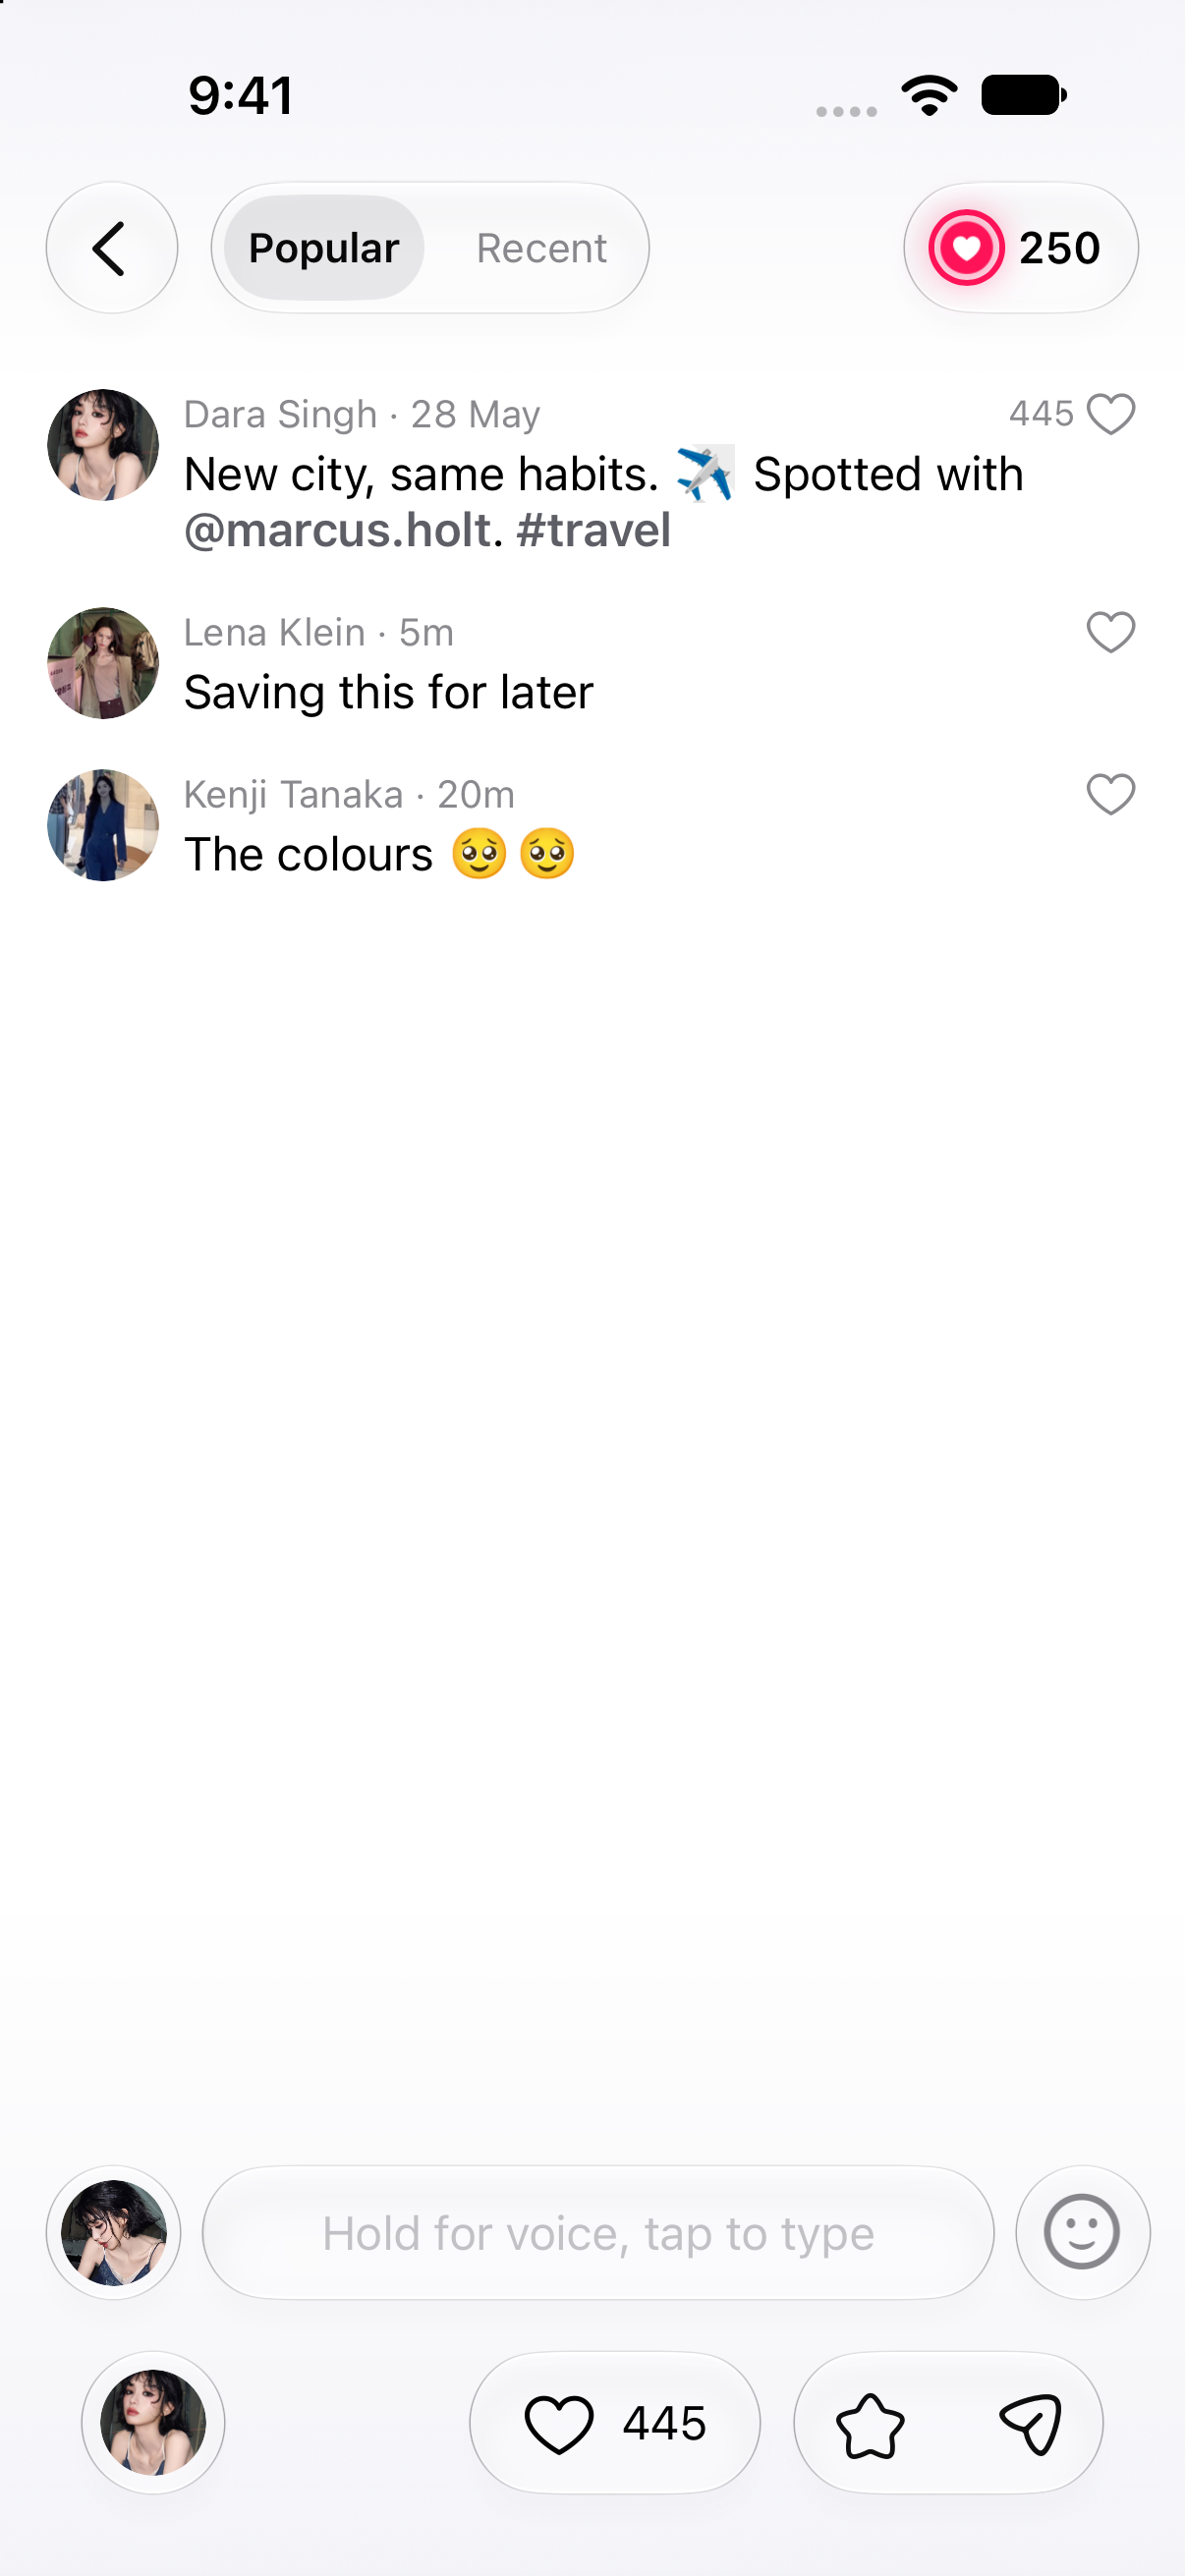 9:41
Popular
Recent
250
Dara Singh · 28 May
445
New city, same habits. ✈️ Spotted with
@marcus.holt. #travel
Lena Klein · 5m
Saving this for later
Kenji Tanaka · 20m
The colours 🥹🥹
Hold for voice, tap to type
445